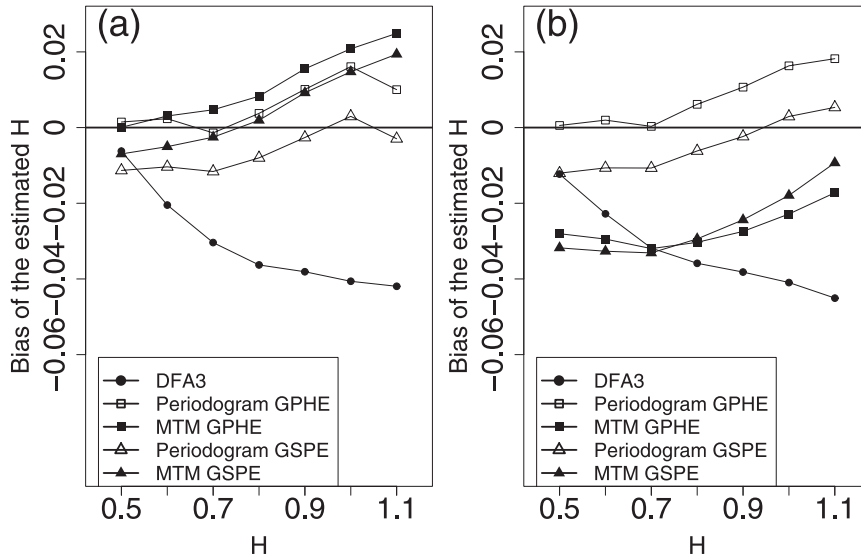 (a)
Bias of the estimated H
0.02
0
-0.02
-0.04
-0.06
DFA3
Periodogram GPHE
MTM GPHE
Periodogram GSPE
MTM GSPE
0.5
0.7
0.9
1.1
H
(b)
Bias of the estimated H
0.02
0
-0.02
-0.04
-0.06
DFA3
Periodogram GPHE
MTM GPHE
Periodogram GSPE
MTM GSPE
0.5
0.7
0.9
1.1
H